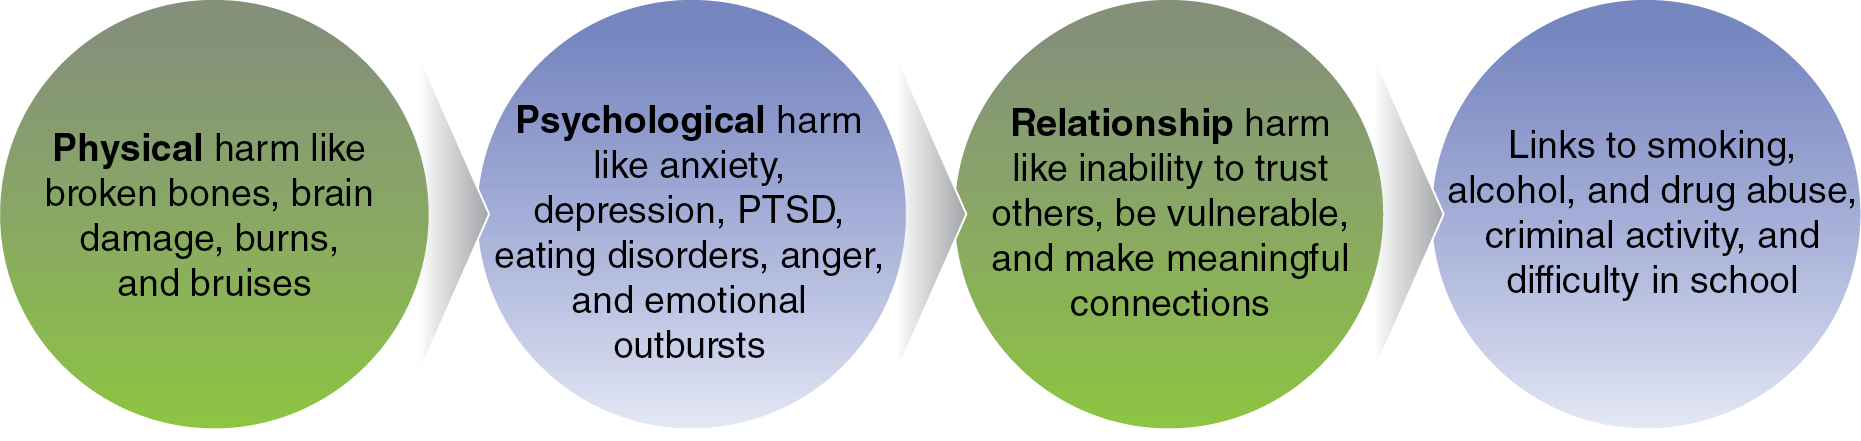 Physical harm like
broken bones, brain
damage, burns,
and bruises
Psychological harm
like anxiety,
depression, PTSD,
eating disorders, anger,
and emotional
outbursts
Relationship harm
like inability to trust
others, be vulnerable,
and make meaningful
connections
Links to smoking,
alcohol, and drug abuse,
criminal activity, and
difficulty in school